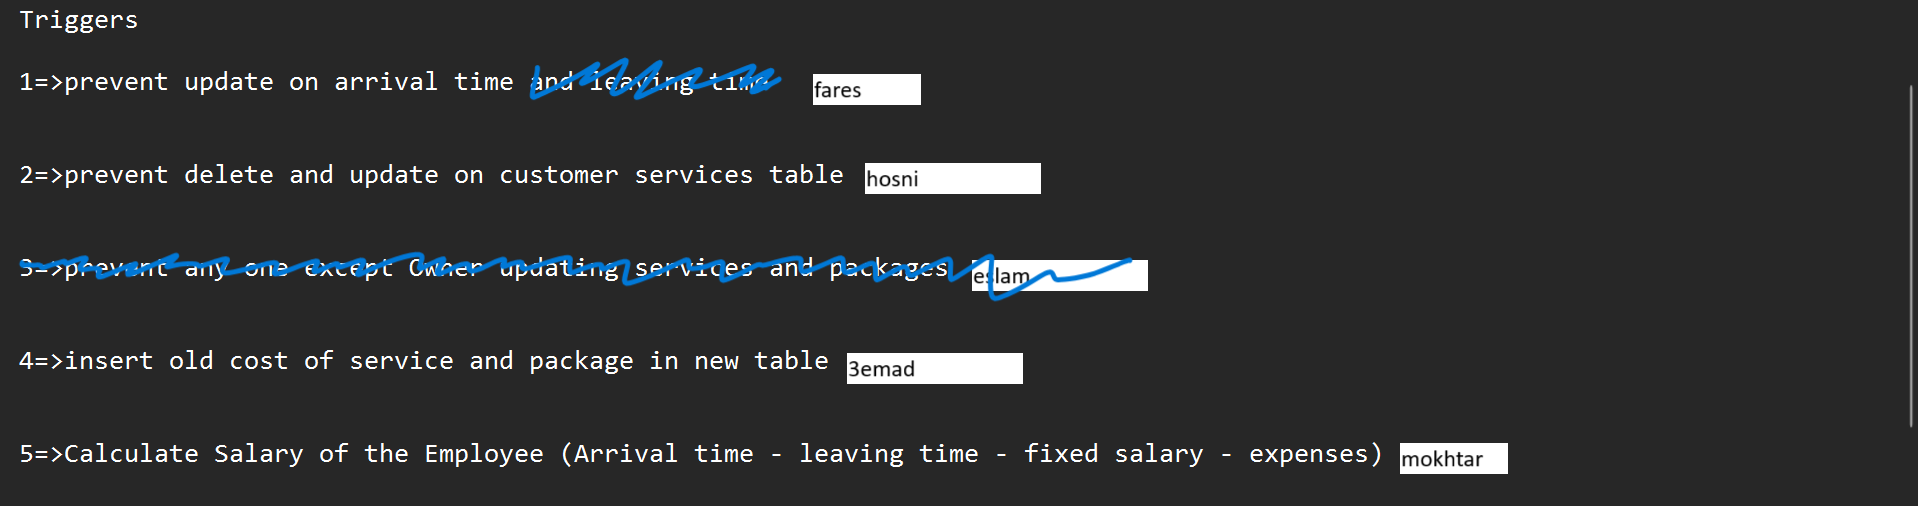 Triggers
1=>prevent update on arrival time and leaving time fares
2=>prevent delete and update on customer services table hosni
3=>prevent any one except Owner updating services and packages eslam
4=>insert old cost of service and package in new table 3emad
5=>Calculate Salary of the Employee (Arrival time - leaving time - fixed salary - expenses) mokhtar